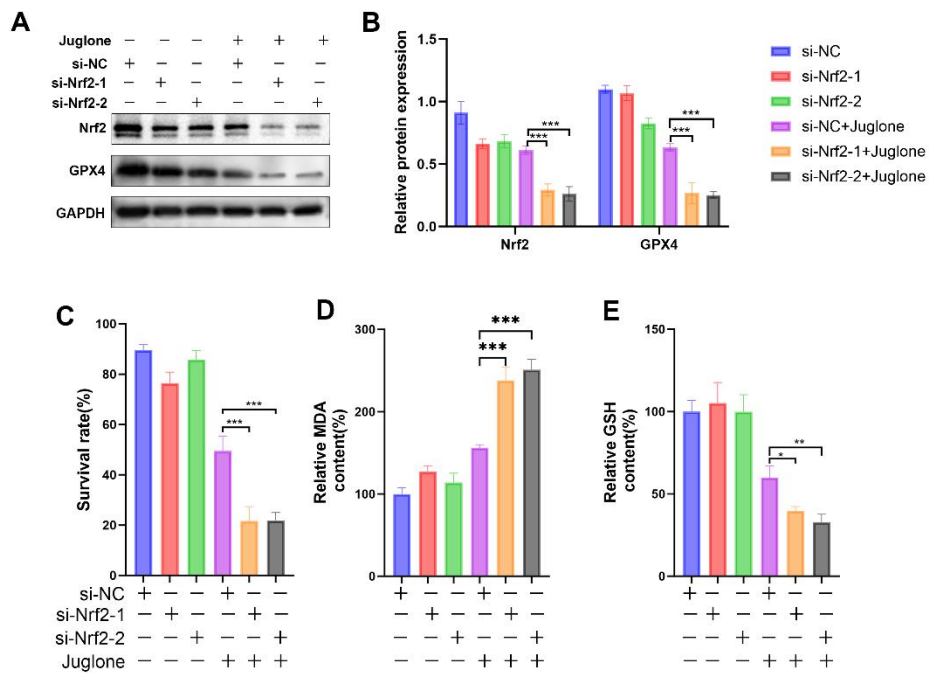 A
Juglone − − − + + +
si-NC + − − + − −
si-Nrf2-1 − + − − + −
si-Nrf2-2 − − + − − +
Nrf2
GPX4
GAPDH
B
Relative protein expression
1.5
1.0
0.5
0.0
*** *** *** ***
Nrf2 GPX4
si-NC
si-Nrf2-1
si-Nrf2-2
si-NC+Juglone
si-Nrf2-1+Juglone
si-Nrf2-2+Juglone
C
Survival rate(%)
100
80
60
40
20
0
***
***
si-NC + − − + − −
si-Nrf2-1 − + − − + −
si-Nrf2-2 − − + − − +
Juglone − − − + + +
D
Relative MDA
content(%)
300
200
100
0
***
***
+ − − + − −
− + − − + −
− − + − − +
− − − + + +
E
Relative GSH
content(%)
150
100
50
0
**
*
+ − − + − −
− + − − + −
− − + − − +
− − − + + +